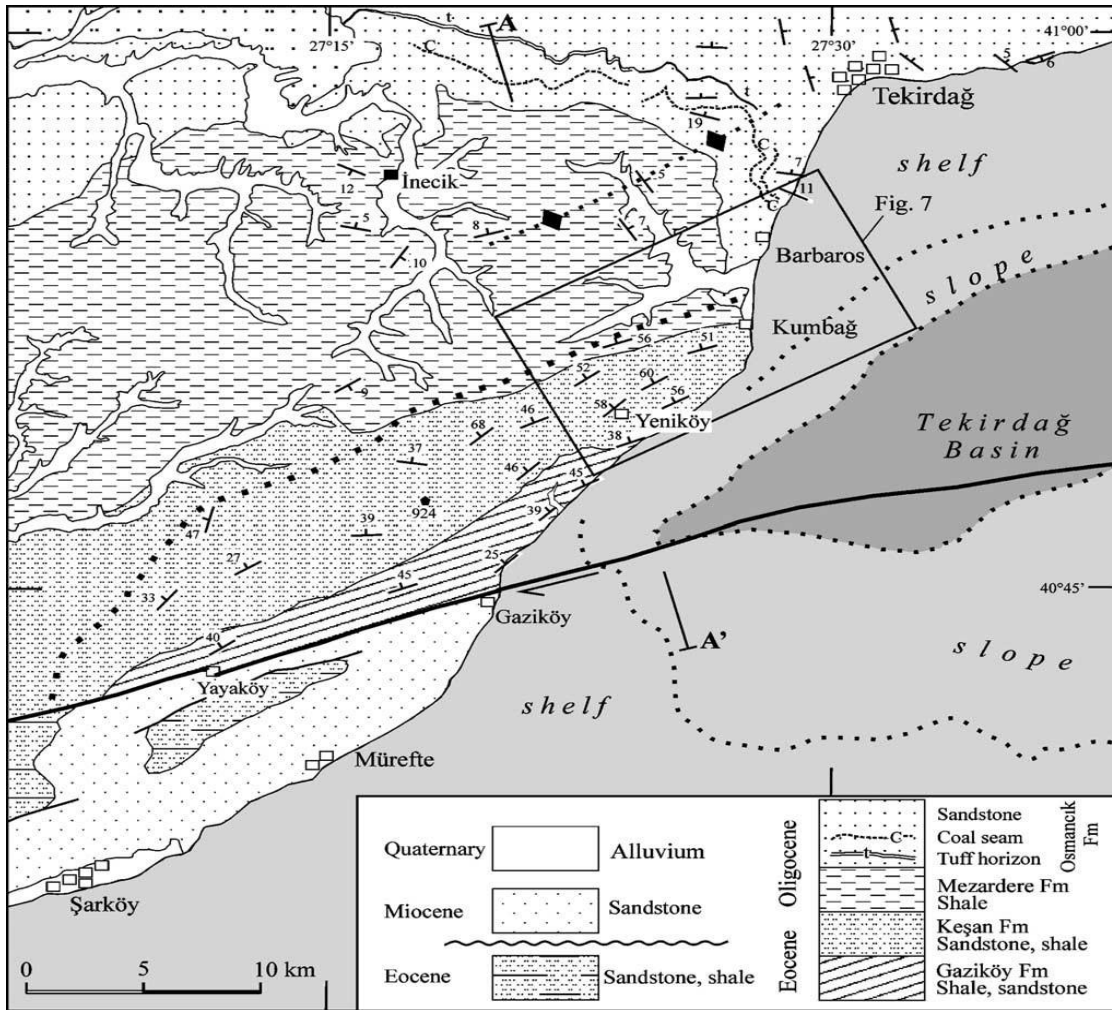 27°15'
27°30'
41°00'
A
t
C
t
5
6
Tekirdağ
19
C
shelf
7
11
C
İnecik
12
5
5
Fig. 7
7
8
10
Barbaros
slope
Kumbağ
56
51
52
60
9
56
58
Yeniköy
46
68
38
Tekirdağ
Basin
37
46
45
924
39
47
39
25
27
45
40°45'
33
Gaziköy
A'
40
slope
Yayaköy
shelf
Mürefte
Şarköy
0 5 10 km
Quaternary Alluvium
Miocene Sandstone
Eocene Sandstone, shale
Oligocene
Eocene
Sandstone
C Coal seam
t Tuff horizon
Osmancık
Fm
Mezardere Fm
Shale
Keşan Fm
Sandstone, shale
Gaziköy Fm
Shale, sandstone